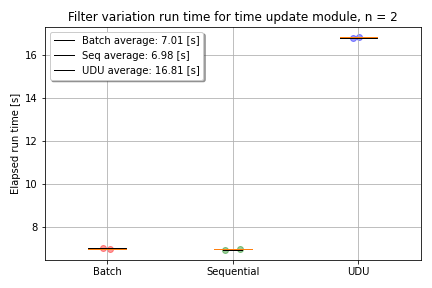 Filter variation run time for time update module, n = 2
Batch average: 7.01 [s]
Seq average: 6.98 [s]
UDU average: 16.81 [s]
Elapsed run time [s]
16
14
12
10
8
Batch Sequential UDU